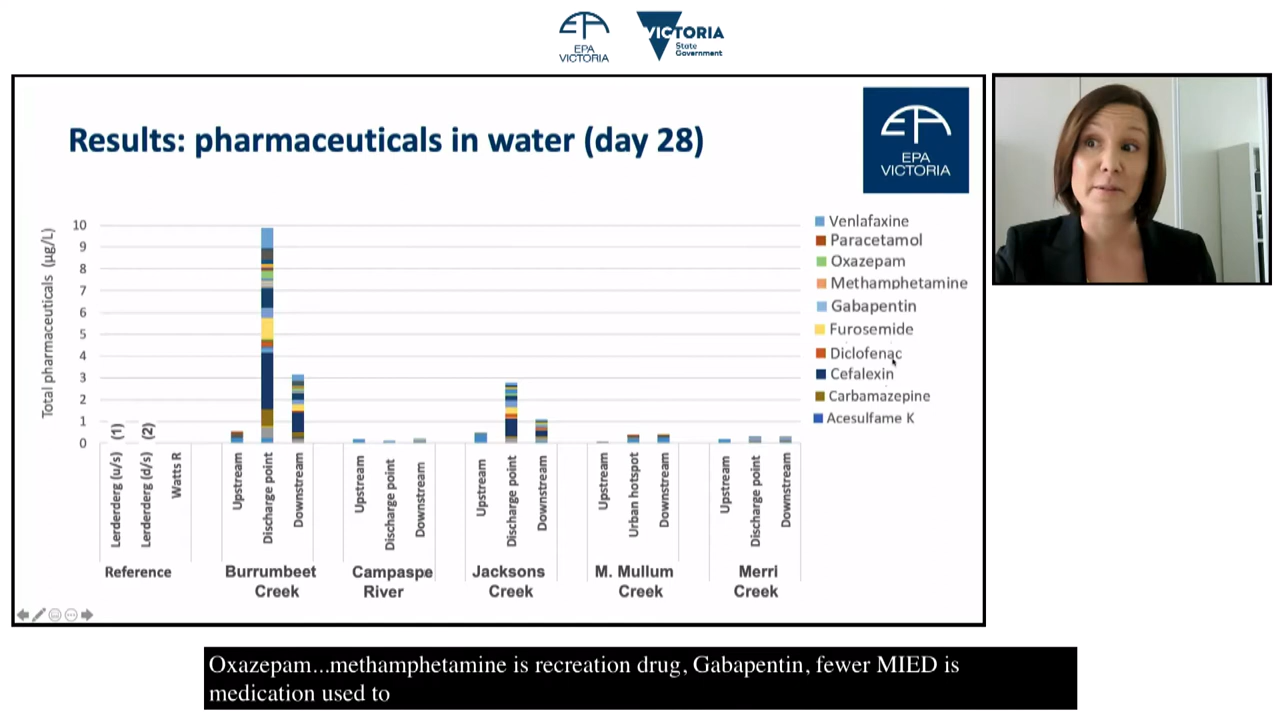 EPA
VICTORIA
VICTORIA
State
Government
Results: pharmaceuticals in water (day 28)
EPA
VICTORIA
Total pharmaceuticals (µg/L)
10
9
8
7
6
5
4
3
2
1
0
(1)
(2)
Lerderderg (u/s)
Lerderderg (d/s)
Watts R
Upstream
Discharge point
Downstream
Upstream
Discharge point
Downstream
Upstream
Discharge point
Downstream
Upstream
Urban hotspot
Downstream
Upstream
Discharge point
Downstream
Reference
Burrumbeet
Creek
Campaspe
River
Jacksons
Creek
M. Mullum
Creek
Merri
Creek
Venlafaxine
Paracetamol
Oxazepam
Methamphetamine
Gabapentin
Furosemide
Diclofenac
Cefalexin
Carbamazepine
Acesulfame K
Oxazepam...methamphetamine is recreation drug, Gabapentin, fewer MIED is
medication used to